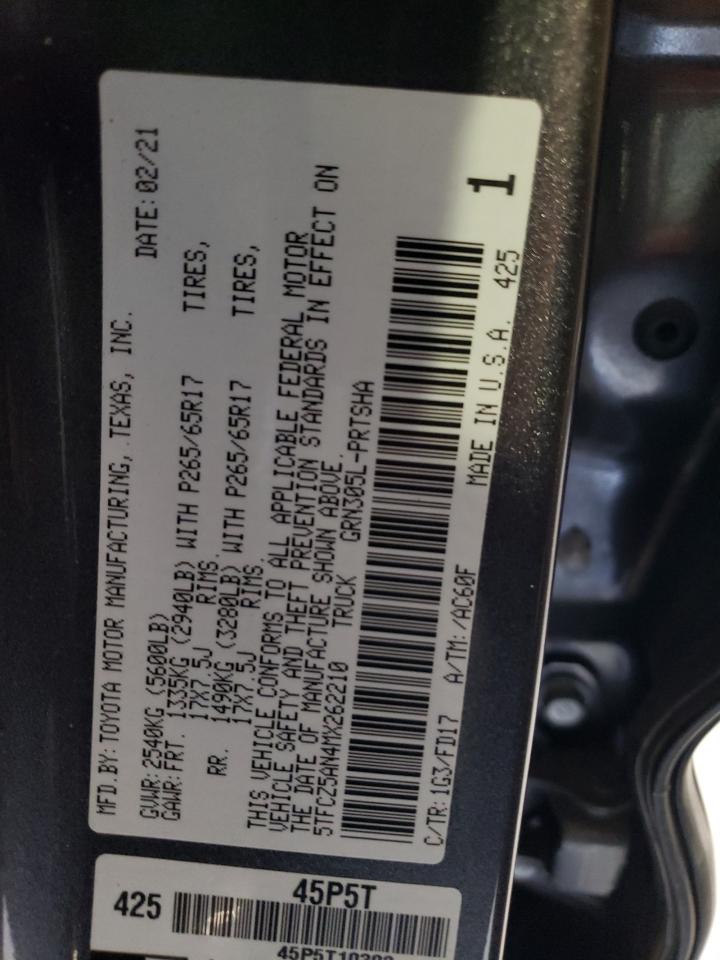 MFD.BY: TOYOTA MOTOR MANUFACTURING, TEXAS, INC.
DATE: 02/21
GVWR: 2540KG (5600LB)
GAWR: FRT. 1335KG (2940LB) WITH P265/65R17 TIRES,
17X7.5J RIMS,
RR. 1490KG (3280LB) WITH P265/65R17 TIRES,
17X7.5J RIMS.
THIS VEHICLE CONFORMS TO ALL APPLICABLE FEDERAL MOTOR
VEHICLE SAFETY AND THEFT PREVENTION STANDARDS IN EFFECT ON
THE DATE OF MANUFACTURE SHOWN ABOVE.
5TFCZ5AN4MX262210 TRUCK GRN305L-PRTSHA
1
C/TR: 1G3/FD17 A/TM: /AC60F
MADE IN U.S.A. 425
45P5T
425